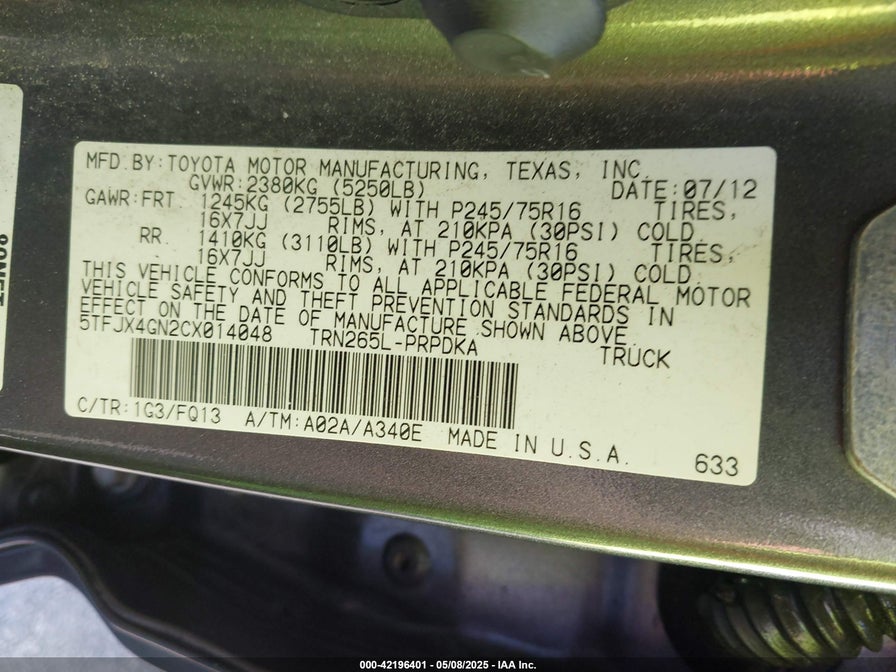 MFD.BY:TOYOTA MOTOR MANUFACTURING, TEXAS, INC.
GVWR:2380KG (5250LB) DATE:07/12
GAWR:FRT. 1245KG (2755LB) WITH P245/75R16 TIRES,
16X7JJ RIMS, AT 210KPA (30PSI) COLD
RR. 1410KG (3110LB) WITH P245/75R16 TIRES,
16X7JJ RIMS, AT 210KPA (30PSI) COLD
THIS VEHICLE CONFORMS TO ALL APPLICABLE FEDERAL MOTOR
VEHICLE SAFETY AND THEFT PREVENTION STANDARDS IN
EFFECT ON THE DATE OF MANUFACTURE SHOWN ABOVE.
5TFJX4GN2CX014048 TRN265L-PRPDKA TRUCK
C/TR:1G3/FQ13 A/TM:A02A/A340E MADE IN U.S.A. 633
000-42196401 - 05/08/2025 - IAA Inc.